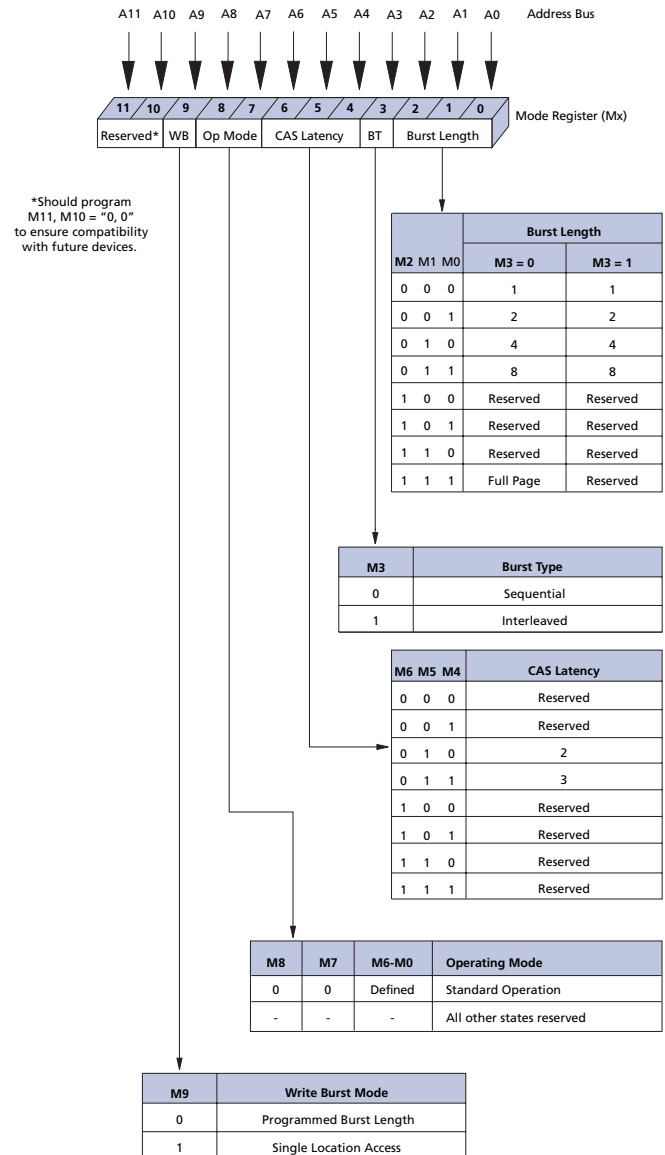 A11 A10 A9 A8 A7 A6 A5 A4 A3 A2 A1 A0 Address Bus
11 10 9 8 7 6 5 4 3 2 1 0
Mode Register (Mx)
Reserved* WB Op Mode CAS Latency BT Burst Length
*Should program
M11, M10 = “0, 0”
to ensure compatibility
with future devices.
Burst Length
M2 M1 M0 M3 = 0 M3 = 1
0 0 0 1 1
0 0 1 2 2
0 1 0 4 4
0 1 1 8 8
1 0 0 Reserved Reserved
1 0 1 Reserved Reserved
1 1 0 Reserved Reserved
1 1 1 Full Page Reserved
M3 Burst Type
0 Sequential
1 Interleaved
M6 M5 M4 CAS Latency
0 0 0 Reserved
0 0 1 Reserved
0 1 0 2
0 1 1 3
1 0 0 Reserved
1 0 1 Reserved
1 1 0 Reserved
1 1 1 Reserved
M8 M7 M6-M0 Operating Mode
0 0 Defined Standard Operation
- - - All other states reserved
M9 Write Burst Mode
0 Programmed Burst Length
1 Single Location Access